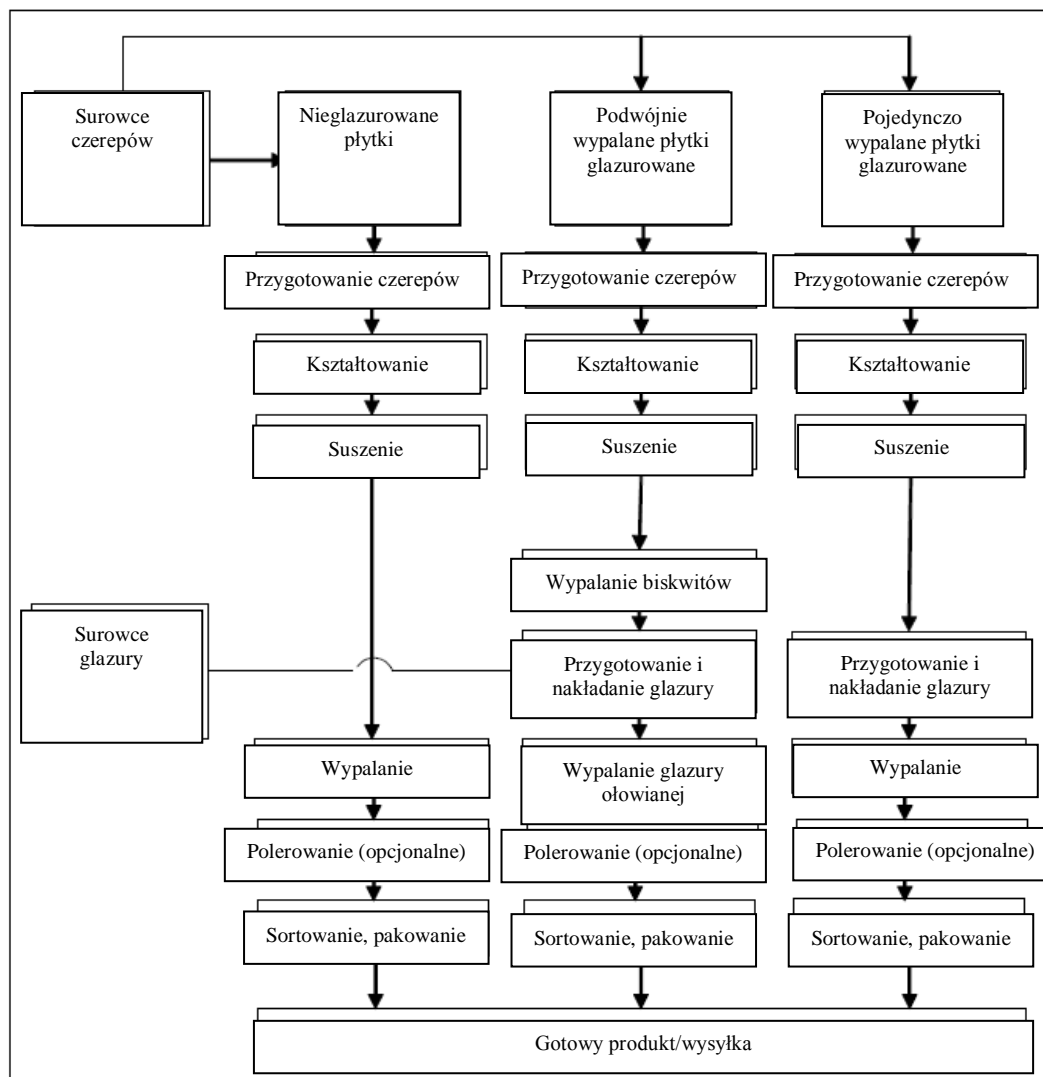 Surowce
czerepów
Nieglazurowane
płytki
Podwójnie
wypalane płytki
glazurowane
Pojedynczo
wypalane płytki
glazurowane
Przygotowanie czerepów
Przygotowanie czerepów
Przygotowanie czerepów
Kształtowanie
Kształtowanie
Kształtowanie
Suszenie
Suszenie
Suszenie
Wypalanie biskwitów
Surowce
glazury
Przygotowanie i
nakładanie glazury
Przygotowanie i
nakładanie glazury
Wypalanie
Wypalanie glazury
ołowianej
Wypalanie
Polerowanie (opcjonalne)
Polerowanie (opcjonalne)
Polerowanie (opcjonalne)
Sortowanie, pakowanie
Sortowanie, pakowanie
Sortowanie, pakowanie
Gotowy produkt/wysyłka